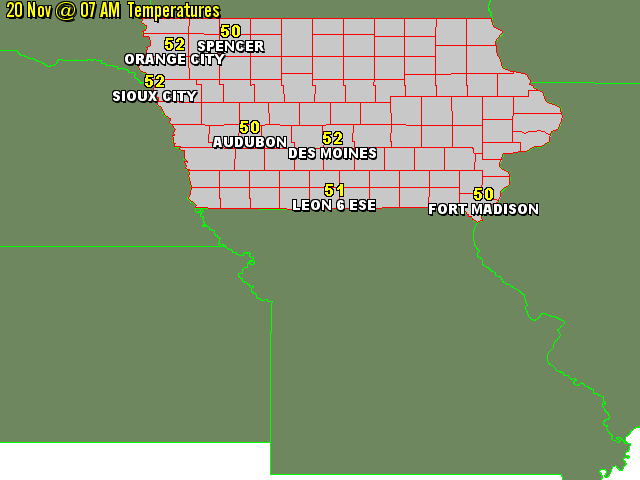 20 Nov @ 07 AM  Temperatures
50
SPENCER
52
ORANGE CITY
52
SIOUX CITY
50
AUDUBON
52
DES MOINES
51
LEON 6 ESE
50
FORT MADISON